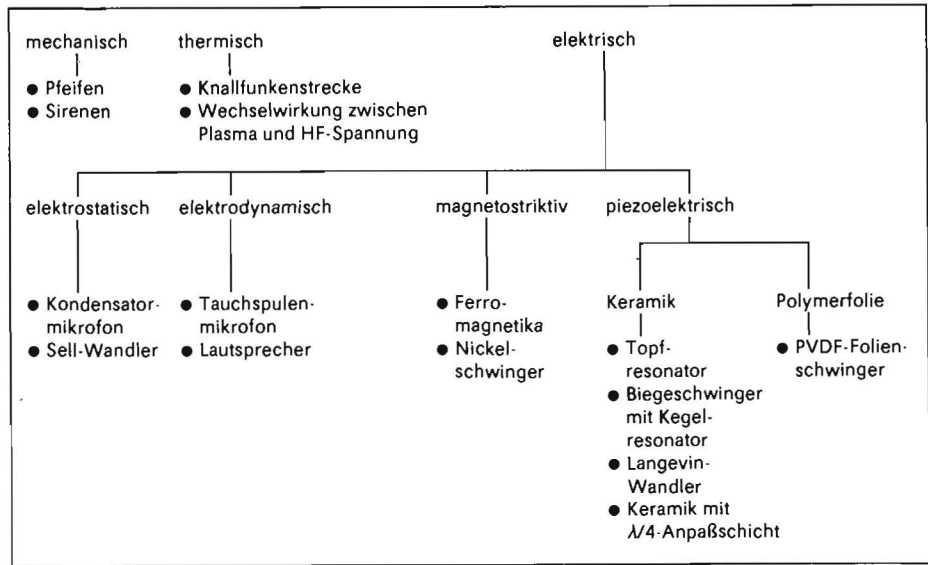 mechanisch
thermisch
elektrisch
● Pfeifen
● Sirenen
● Knallfunkenstrecke
● Wechselwirkung zwischen
Plasma und HF-Spannung
elektrostatisch
elektrodynamisch
magnetostriktiv
piezoelektrisch
● Kondensator-
mikrofon
● Sell-Wandler
● Tauchspulen-
mikrofon
● Lautsprecher
● Ferro-
magnetika
● Nickel-
schwinger
Keramik
● Topf-
resonator
● Biegeschwinger
mit Kegel-
resonator
● Langevin-
Wandler
● Keramik mit
λ/4-Anpaßschicht
Polymerfolie
● PVDF-Folien-
schwinger